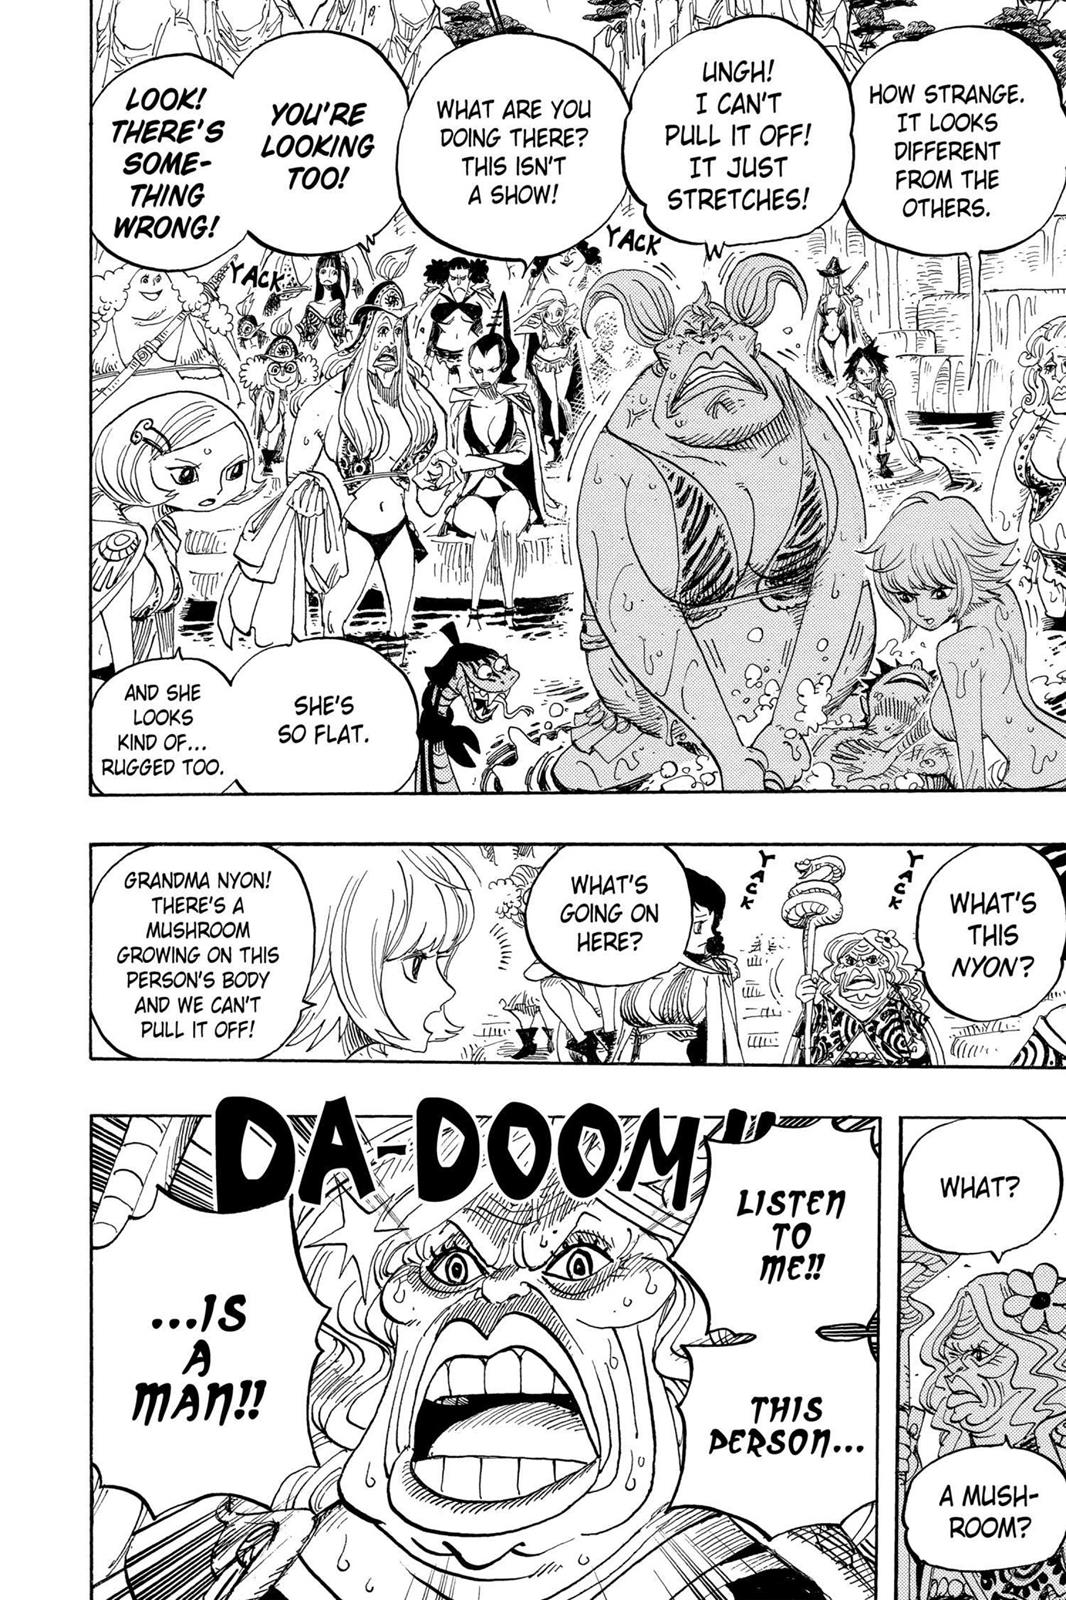 HOW STRANGE.
IT LOOKS
DIFFERENT
FROM THE
OTHERS.
UNGH!
I CAN'T
PULL IT OFF!
IT JUST
STRETCHES!
WHAT ARE YOU
DOING THERE?
THIS ISN'T
A SHOW!
YOU'RE
LOOKING
TOO!
LOOK!
THERE'S
SOME-
THING
WRONG!
YACK
YACK
SHE'S
SO FLAT.
AND SHE
LOOKS
KIND OF...
RUGGED TOO.
WHAT'S
THIS
NYON?
YACK
YACK
WHAT'S
GOING ON
HERE?
GRANDMA NYON!
THERE'S A
MUSHROOM
GROWING ON THIS
PERSON'S BODY
AND WE CAN'T
PULL IT OFF!
WHAT?
A MUSH-
ROOM?
DA-DOOM
LISTEN
TO
ME!!
THIS
PERSON...
...IS
A
MAN!!